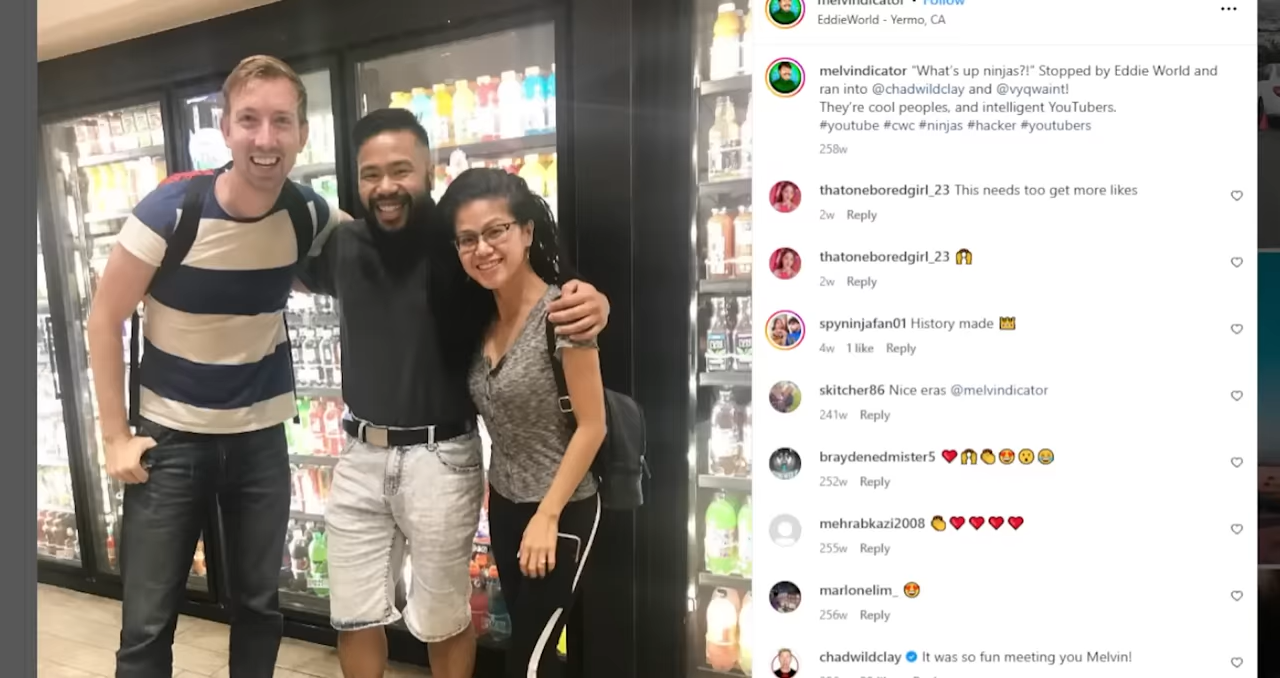 melvindicator • Follow
EddieWorld - Yermo, CA
melvindicator “What's up ninjas?!” Stopped by Eddie World and
ran into @chadwildclay and @vyqwaint!
They're cool peoples, and intelligent YouTubers.
#youtube #cwc #ninjas #hacker #youtubers
258w
thatoneboredgirl_23 This needs too get more likes
2w Reply
thatoneboredgirl_23 🙌
2w Reply
spyninjafan01 History made 👑
4w 1 like Reply
skitcher86 Nice eras @melvindicator
241w Reply
braydenedmister5 ❤️🙌👏😍😮😂
252w Reply
mehrabkazi2008 👏❤️❤️❤️❤️
255w Reply
marlonelim_ 😍
256w Reply
chadwildclay It was so fun meeting you Melvin!